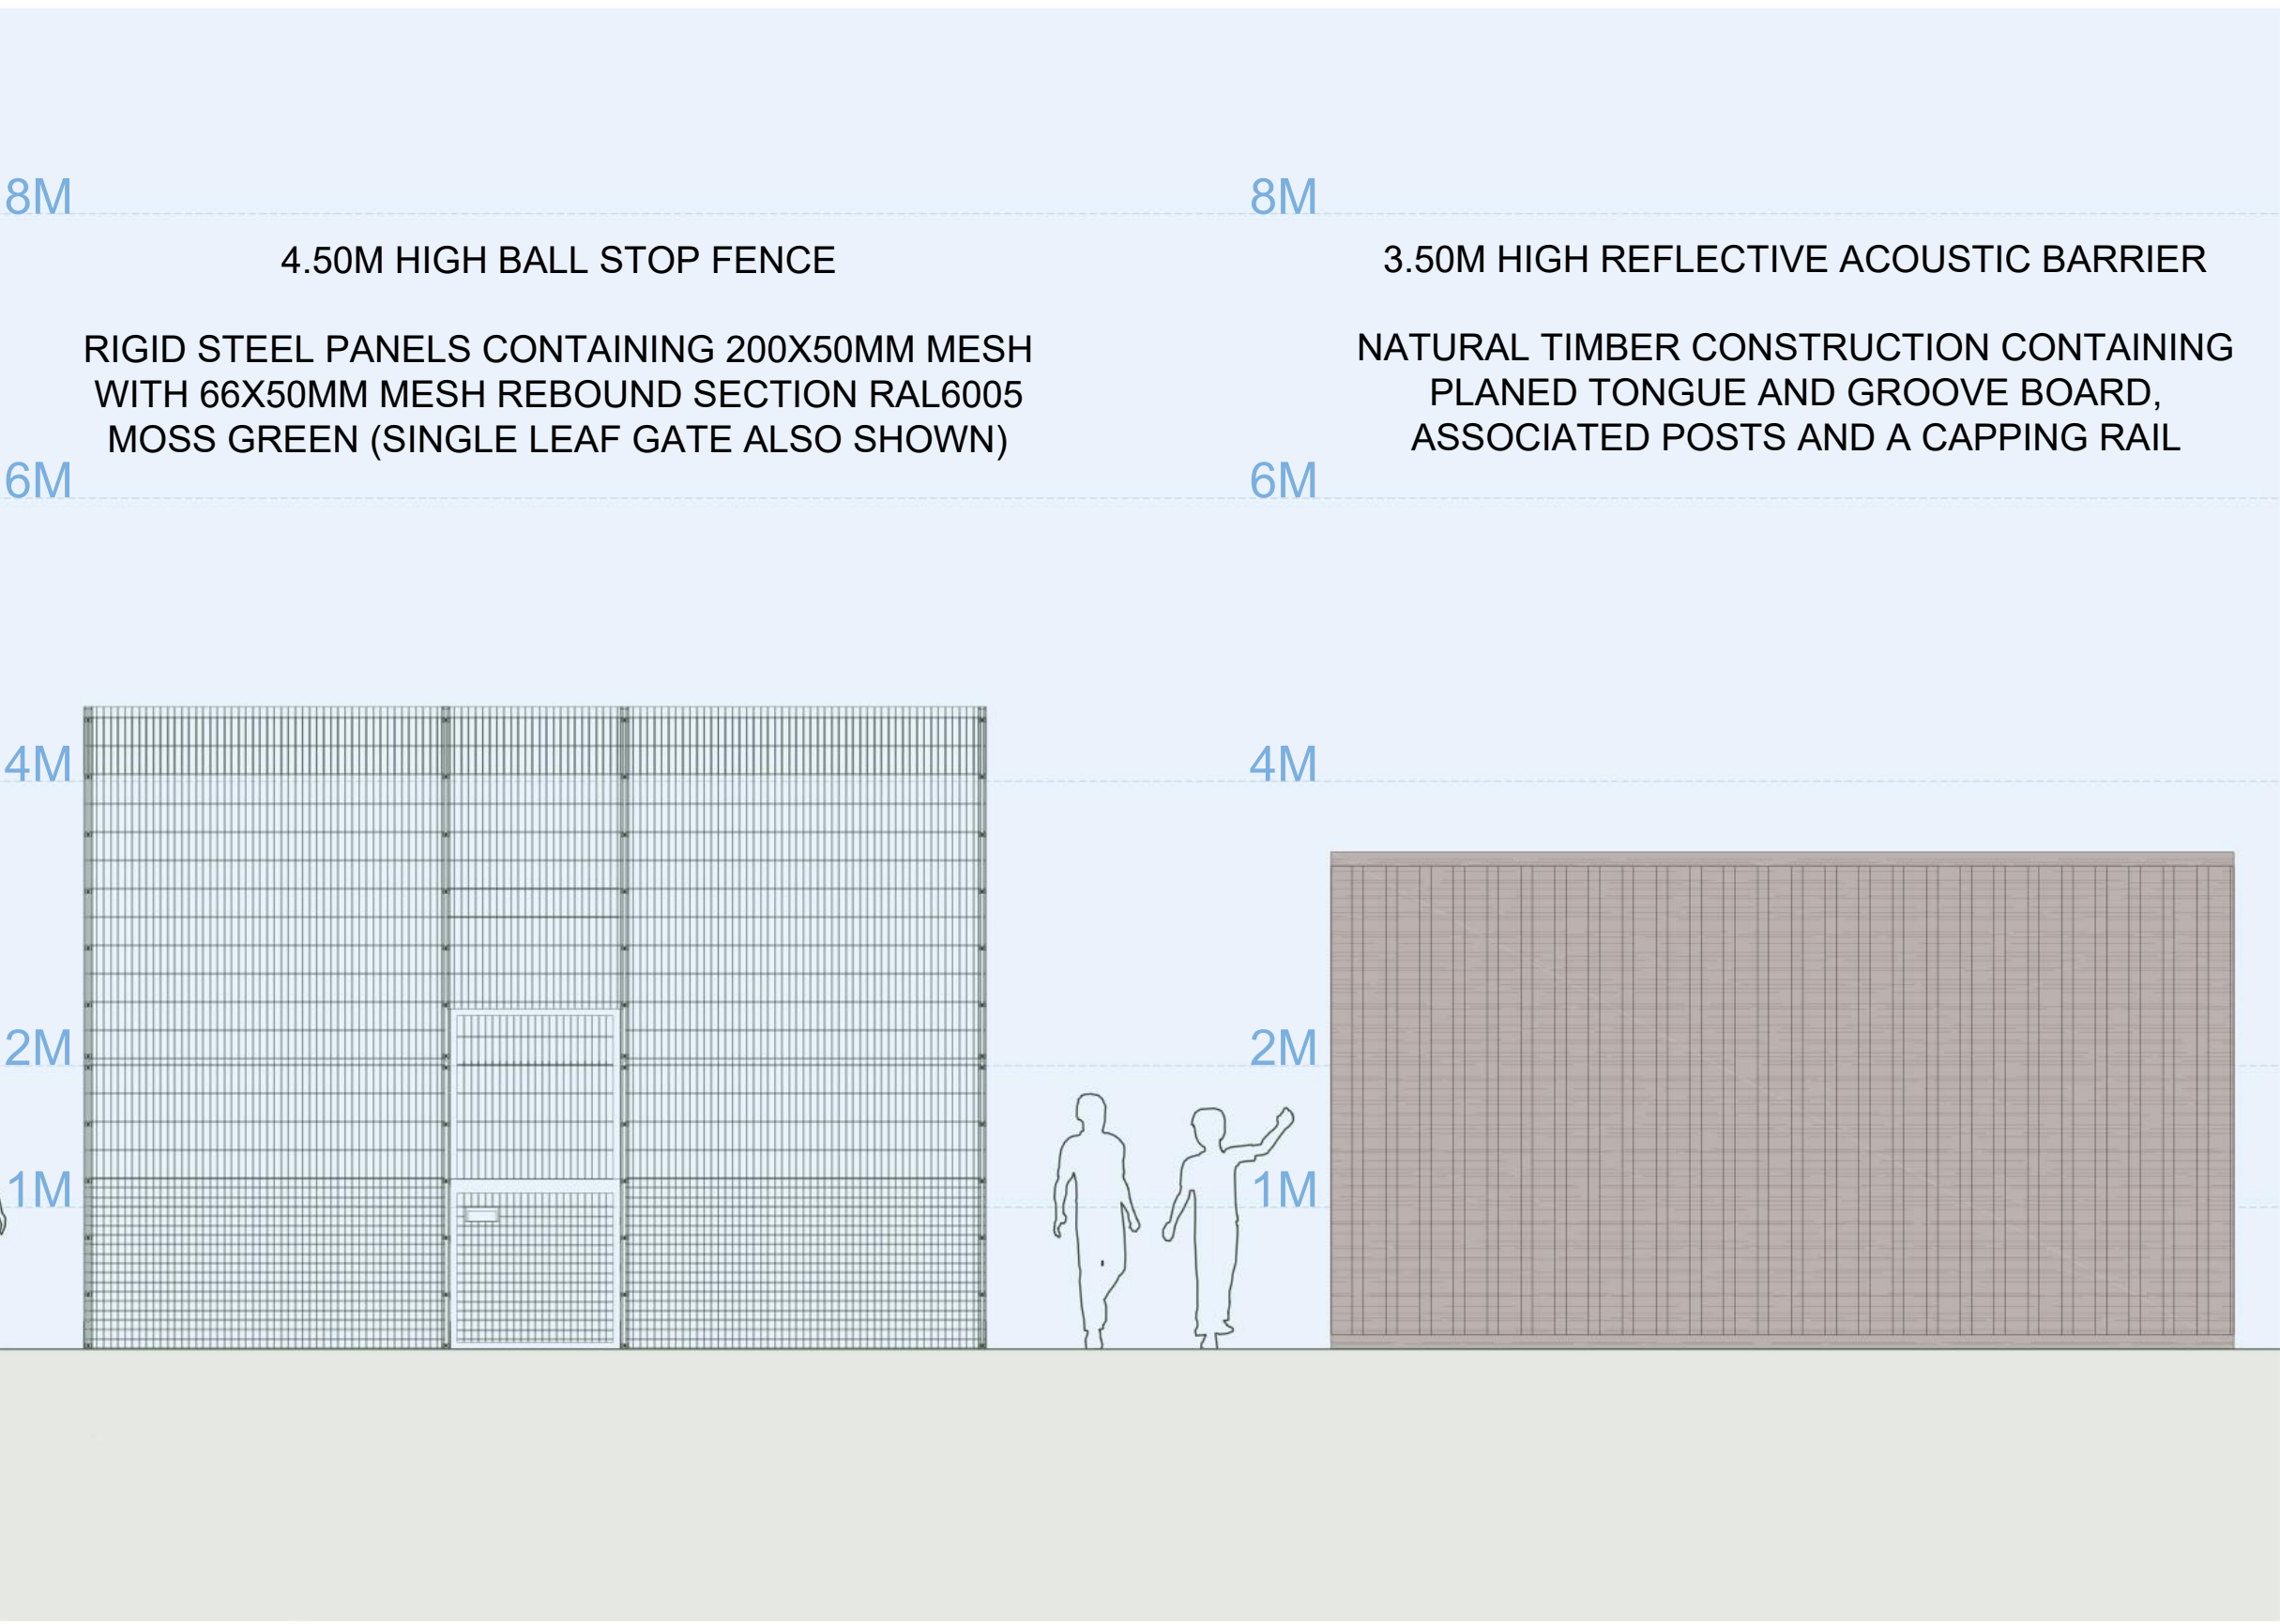 8M
4.50M HIGH BALL STOP FENCE
RIGID STEEL PANELS CONTAINING 200X50MM MESH
WITH 66X50MM MESH REBOUND SECTION RAL6005
MOSS GREEN (SINGLE LEAF GATE ALSO SHOWN)
6M
4M
2M
1M
8M
3.50M HIGH REFLECTIVE ACOUSTIC BARRIER
NATURAL TIMBER CONSTRUCTION CONTAINING
PLANED TONGUE AND GROOVE BOARD,
ASSOCIATED POSTS AND A CAPPING RAIL
6M
4M
2M
1M